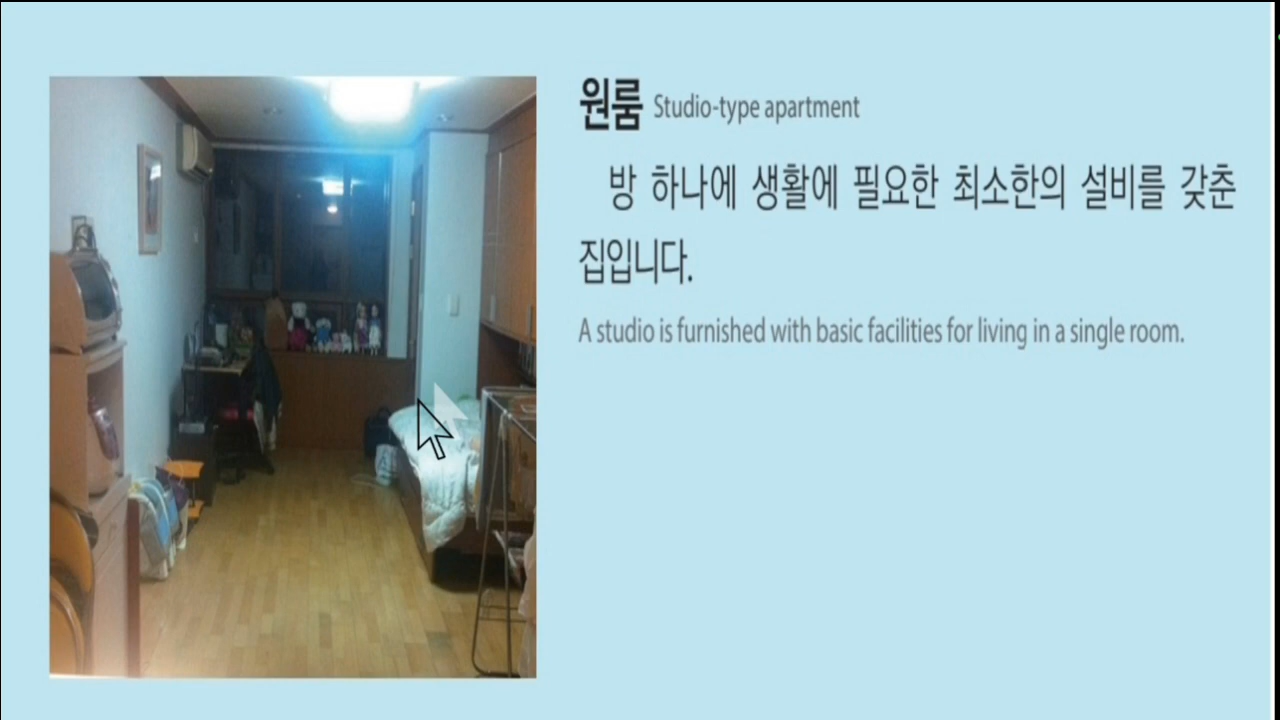 원룸 Studio-type apartment
방 하나에 생활에 필요한 최소한의 설비를 갖춘
집입니다.
A studio is furnished with basic facilities for living in a single room.